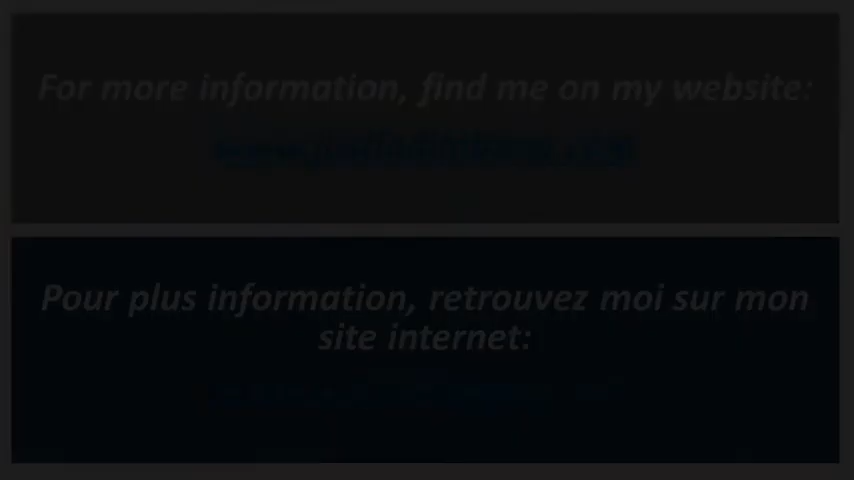 For more information, find me on my website:
Pour plus information, retrouvez moi sur mon
site internet: